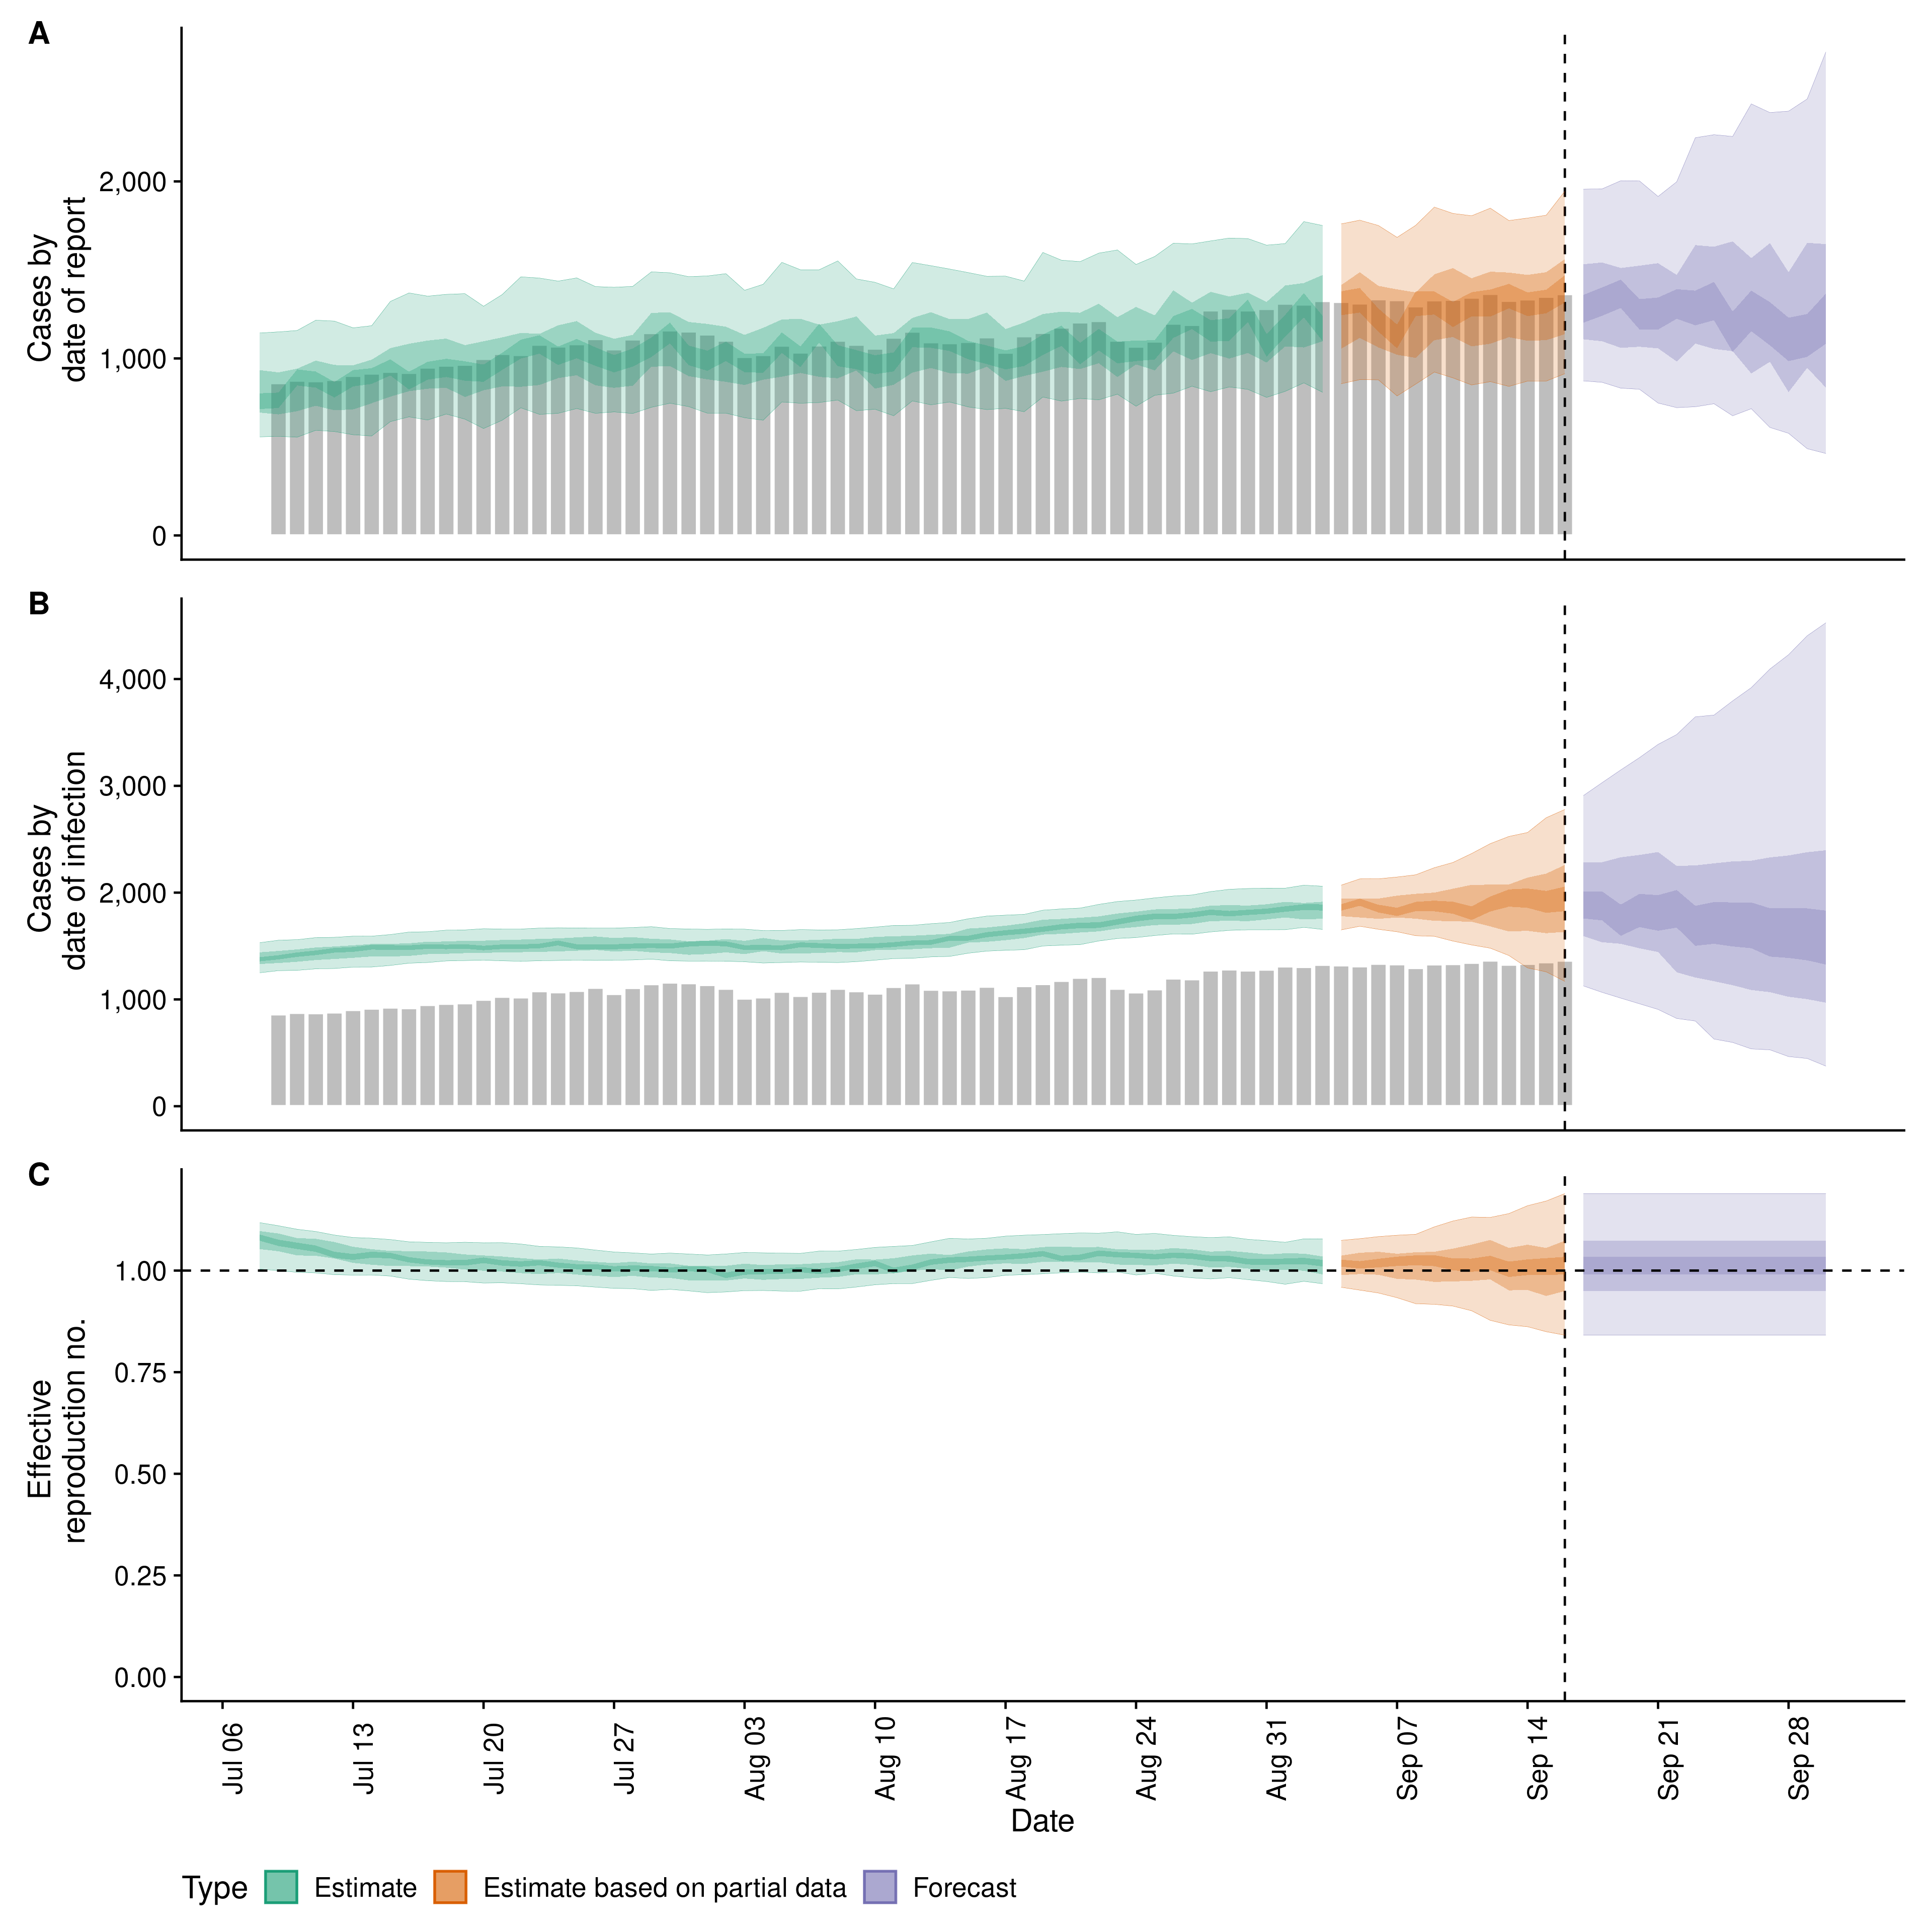 A
Cases by
date of report
2,000
1,000
0
B
Cases by
date of infection
4,000
3,000
2,000
1,000
0
C
Effective
reproduction no.
1.00
0.75
0.50
0.25
0.00
Jul 06
Jul 13
Jul 20
Jul 27
Aug 03
Aug 10
Aug 17
Aug 24
Aug 31
Sep 07
Sep 14
Sep 21
Sep 28
Date
Type Estimate Estimate based on partial data Forecast